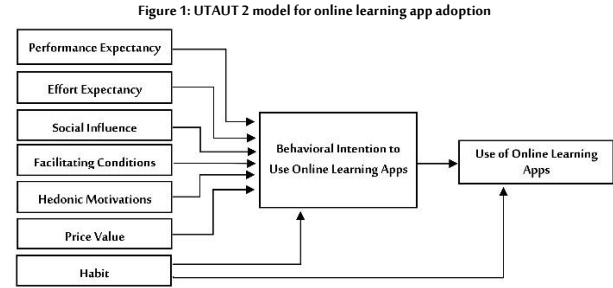 Figure 1: UTAUT 2 model for online learning app adoption
Performance Expectancy
Effort Expectancy
Social Influence
Facilitating Conditions
Hedonic Motivations
Price Value
Habit
Behavioral Intention to
Use Online Learning Apps
Use of Online Learning
Apps